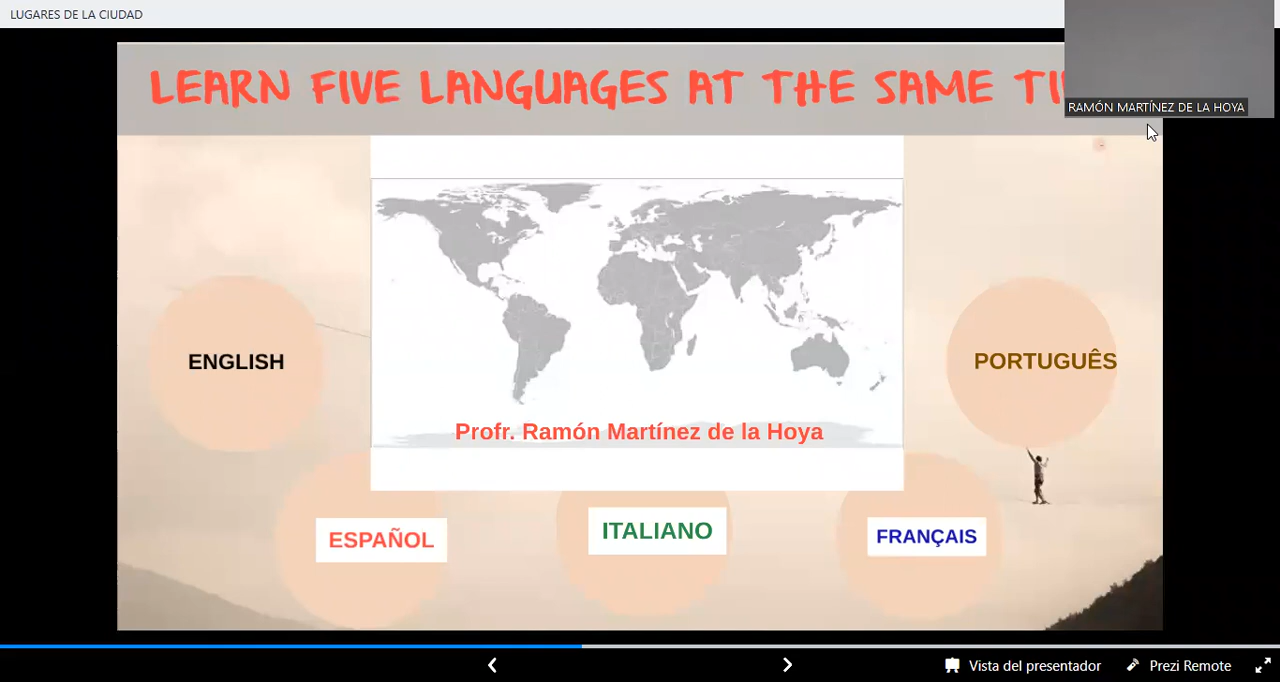 LUGARES DE LA CIUDAD
LEARN FIVE LANGUAGES AT THE SAME
RAMÓN MARTÍNEZ DE LA HOYA
ENGLISH
PORTUGUÊS
Profr. Ramón Martínez de la Hoya
ESPAÑOL
ITALIANO
FRANÇAIS
Vista del presentador
Prezi Remote